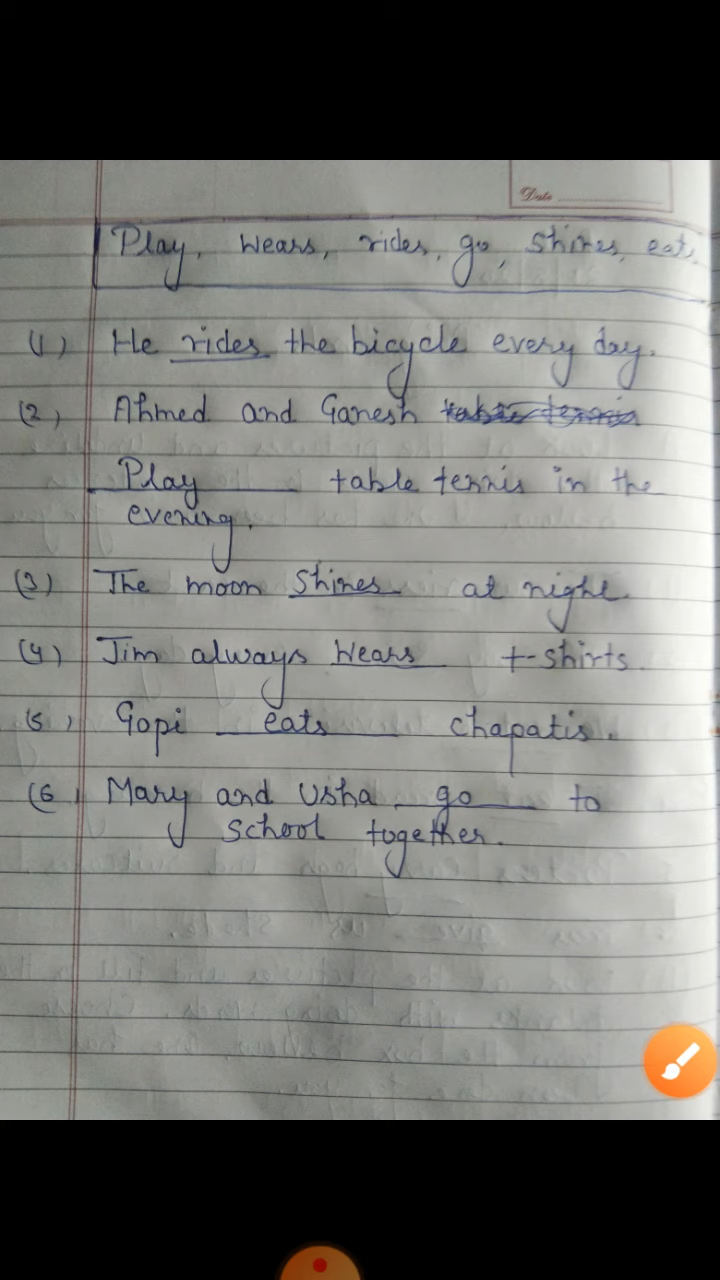 Date
Play, wears, rides, go, shines, eats.
(1) He rides the bicycle every day.
(2) Ahmed and Ganesh
Play table tennis in the
evening.
(3) The moon shines at night.
(4) Jim always wears t-shirts.
(5) Gopi eats chapatis.
(6) Mary and Usha go to
school together.